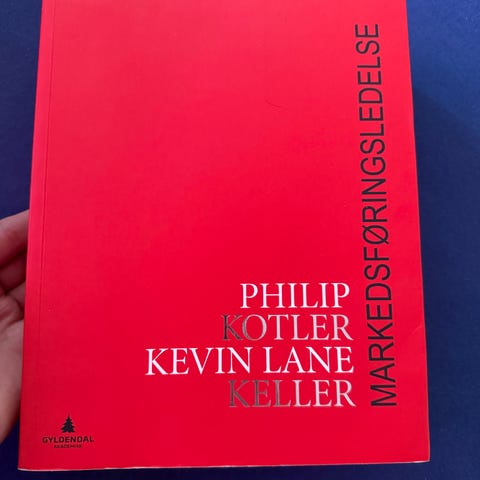 MARKEDSFØRINGSLEDELSE
PHILIP
KOTLER
KEVIN LANE
KELLER
GYLDENDAL
AKADEMISK